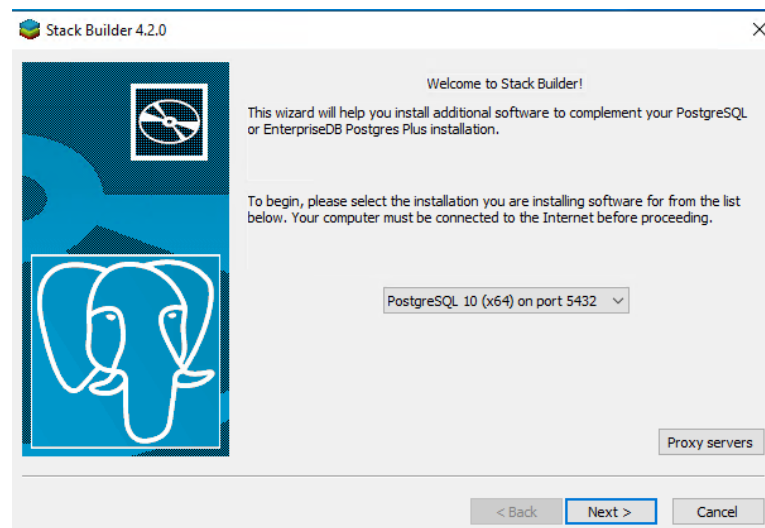 Stack Builder 4.2.0
Welcome to Stack Builder!
This wizard will help you install additional software to complement your PostgreSQL
or EnterpriseDB Postgres Plus installation.
To begin, please select the installation you are installing software for from the list
below. Your computer must be connected to the Internet before proceeding.
PostgreSQL 10 (x64) on port 5432
Proxy servers
< Back Next > Cancel